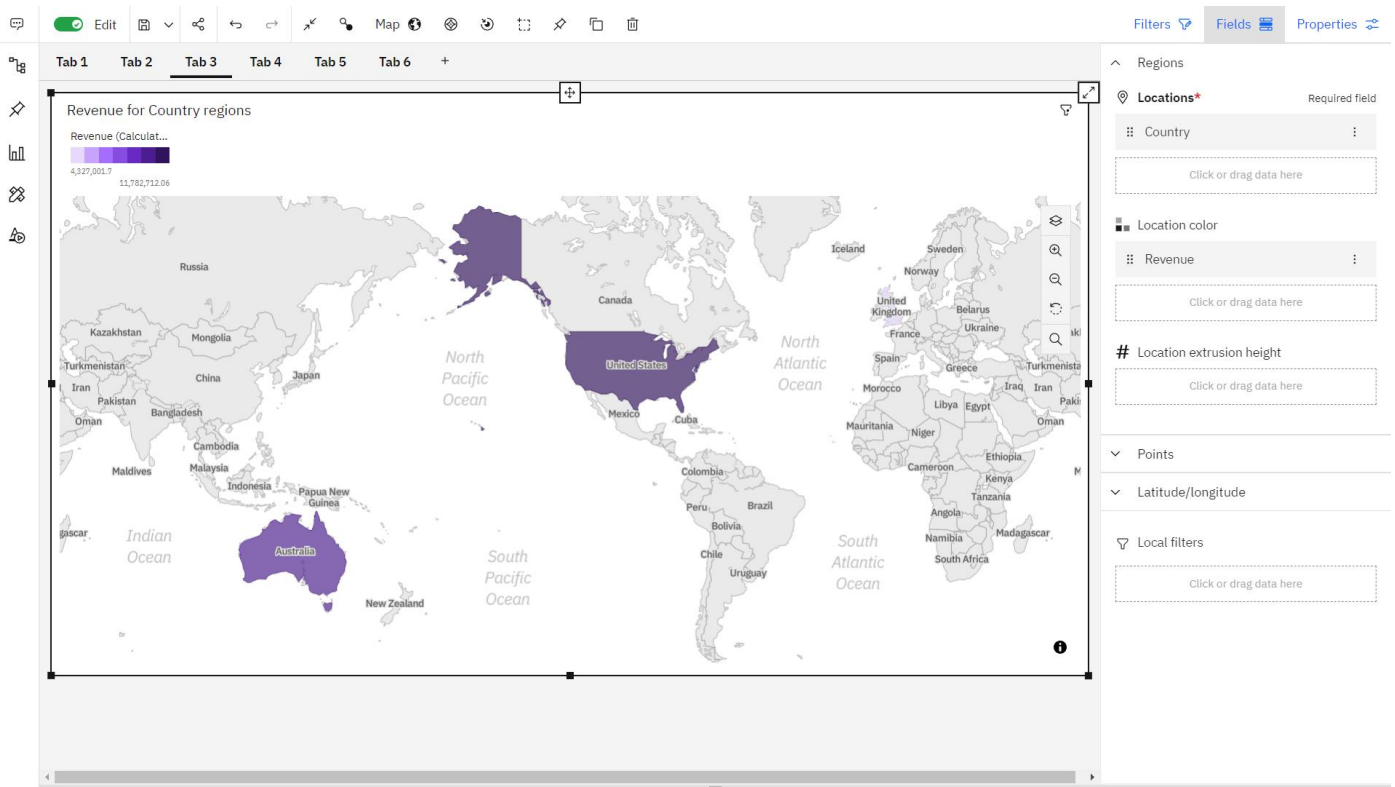 Edit
Map
Filters
Fields
Properties
Tab 1
Tab 2
Tab 3
Tab 4
Tab 5
Tab 6
+
Revenue for Country regions
Revenue (Calculat...
4,327,001.7
11,782,712.06
Russia
Kazakhstan
Mongolia
Turkmenistan
China
Japan
Iran
Pakistan
Bangladesh
Oman
Cambodia
Maldives
Malaysia
Indonesia
Papua New
Guinea
gascar
Indian
Ocean
Australia
New Zealand
North
Pacific
Ocean
South
Pacific
Ocean
Canada
United States
Mexico
Cuba
Colombia
Peru
Brazil
Bolivia
Chile
Uruguay
North
Atlantic
Ocean
South
Atlantic
Ocean
Iceland
Sweden
Norway
United
Kingdom
Belarus
Ukraine
France
Spain
Greece
Turkmenista
Morocco
Iraq
Iran
Libya
Egypt
Paki
Oman
Mauritania
Niger
Ethiopia
Cameroon
Kenya
Tanzania
Angola
Namibia
Madagascar
South Africa
Regions
Locations*
Required field
Country
Click or drag data here
Location color
Revenue
Click or drag data here
# Location extrusion height
Click or drag data here
Points
Latitude/longitude
Local filters
Click or drag data here